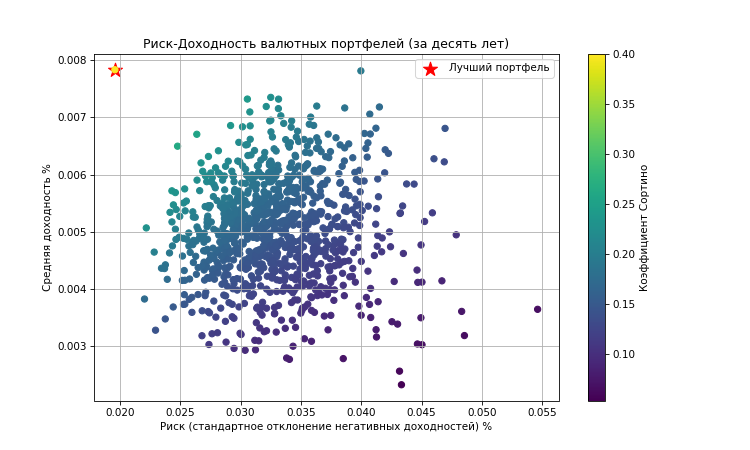 Риск-Доходность валютных портфелей (за десять лет)
Лучший портфель
Средняя доходность %
0.008
0.007
0.006
0.005
0.004
0.003
0.020 0.025 0.030 0.035 0.040 0.045 0.050 0.055
Риск (стандартное отклонение негативных доходностей) %
0.40
0.35
0.30
0.25
0.20
0.15
0.10
Коэффициент Сортино